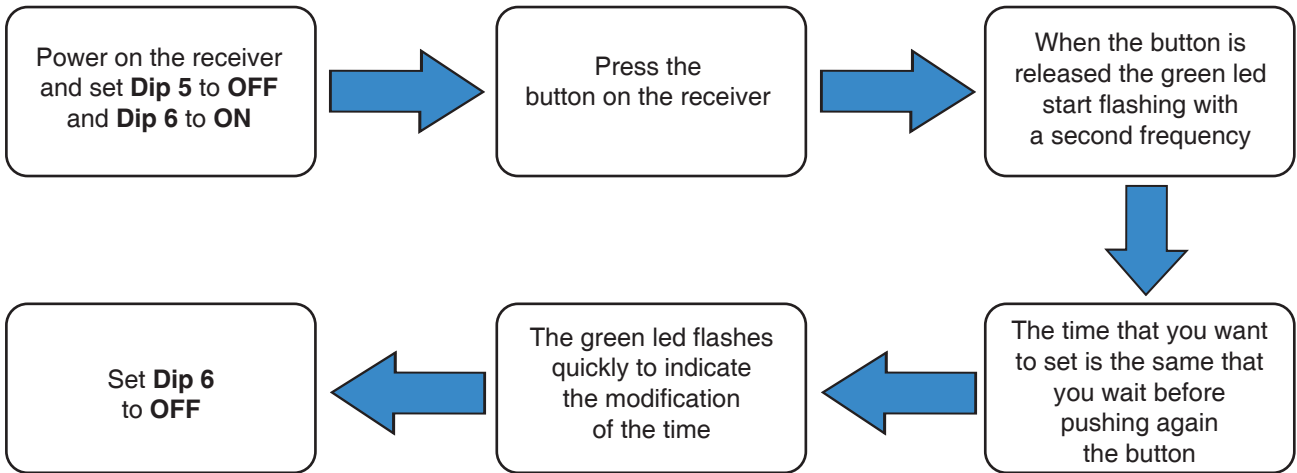 Power on the receiver
and set Dip 5 to OFF
and Dip 6 to ON
Press the
button on the receiver
When the button is
released the green led
start flashing with
a second frequency
The time that you want
to set is the same that
you wait before
pushing again
the button
The green led flashes
quickly to indicate
the modification
of the time
Set Dip 6
to OFF